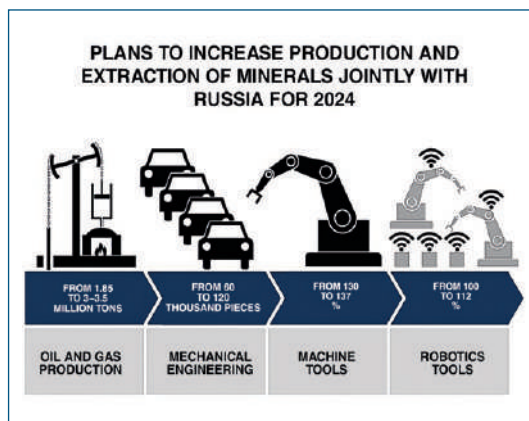 PLANS TO INCREASE PRODUCTION AND
EXTRACTION OF MINERALS JOINTLY WITH
RUSSIA FOR 2024
FROM 1.85
TO 3–3.5
MILLION TONS
FROM 60
TO 120
THOUSAND PIECES
FROM 130
TO 137
%
FROM 100
TO 112
%
OIL AND GAS
PRODUCTION
MECHANICAL
ENGINEERING
MACHINE
TOOLS
ROBOTICS
TOOLS